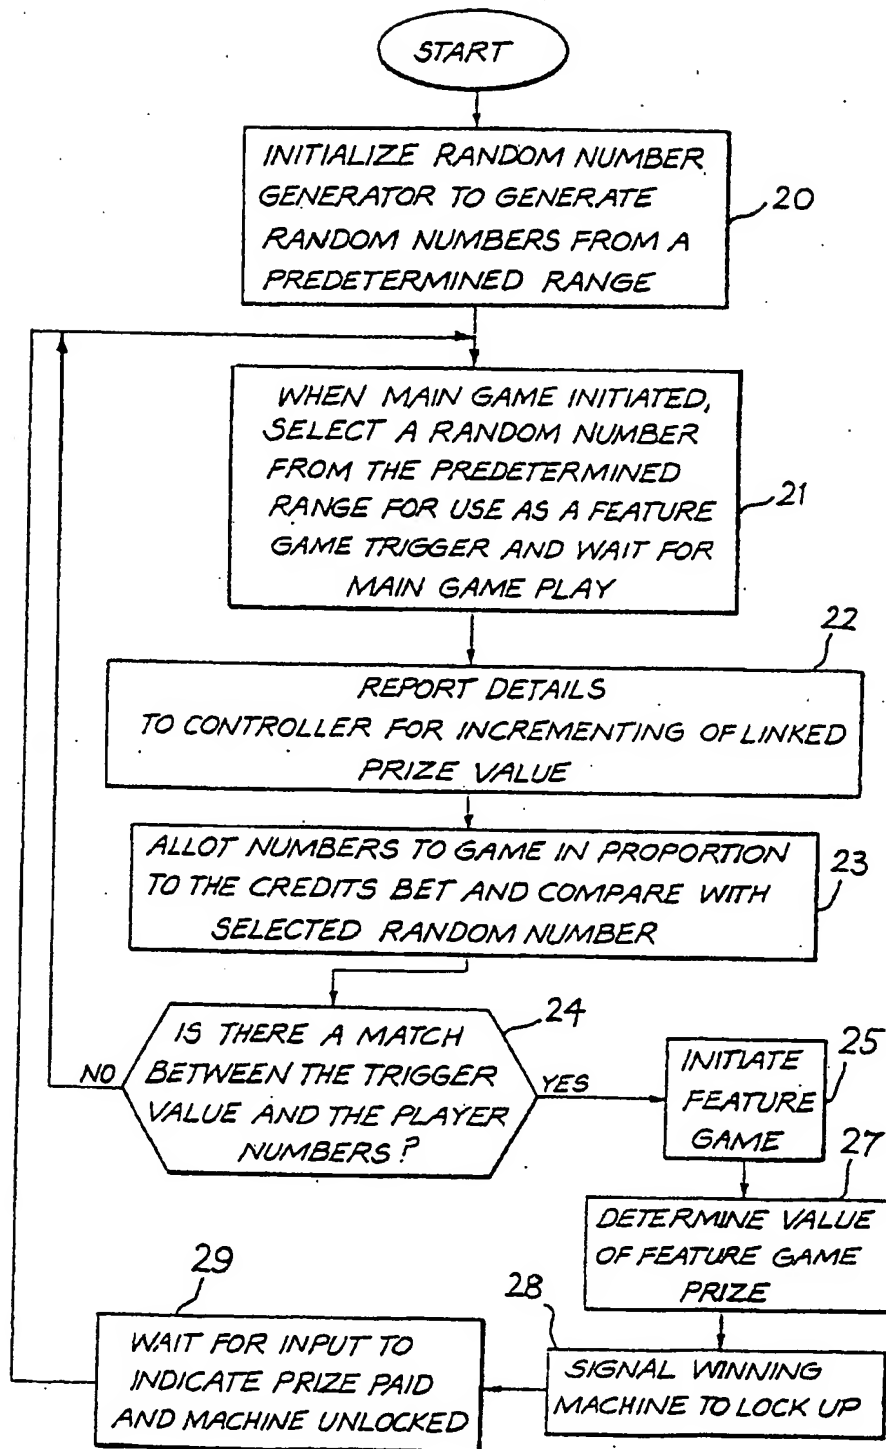 START
INITIALIZE RANDOM NUMBER
GENERATOR TO GENERATE
RANDOM NUMBERS FROM A
PREDETERMINED RANGE
20
WHEN MAIN GAME INITIATED,
SELECT A RANDOM NUMBER
FROM THE PREDETERMINED
RANGE FOR USE AS A FEATURE
GAME TRIGGER AND WAIT FOR
MAIN GAME PLAY
21
22
REPORT DETAILS
TO CONTROLLER FOR INCREMENTING OF LINKED
PRIZE VALUE
ALLOT NUMBERS TO GAME IN PROPORTION
TO THE CREDITS BET AND COMPARE WITH
SELECTED RANDOM NUMBER
23
24
IS THERE A MATCH
BETWEEN THE TRIGGER
VALUE AND THE PLAYER
NUMBERS?
NO
YES
25
INITIATE
FEATURE
GAME
27
DETERMINE VALUE
OF FEATURE GAME
PRIZE
28
SIGNAL WINNING
MACHINE TO LOCK UP
29
WAIT FOR INPUT TO
INDICATE PRIZE PAID
AND MACHINE UNLOCKED